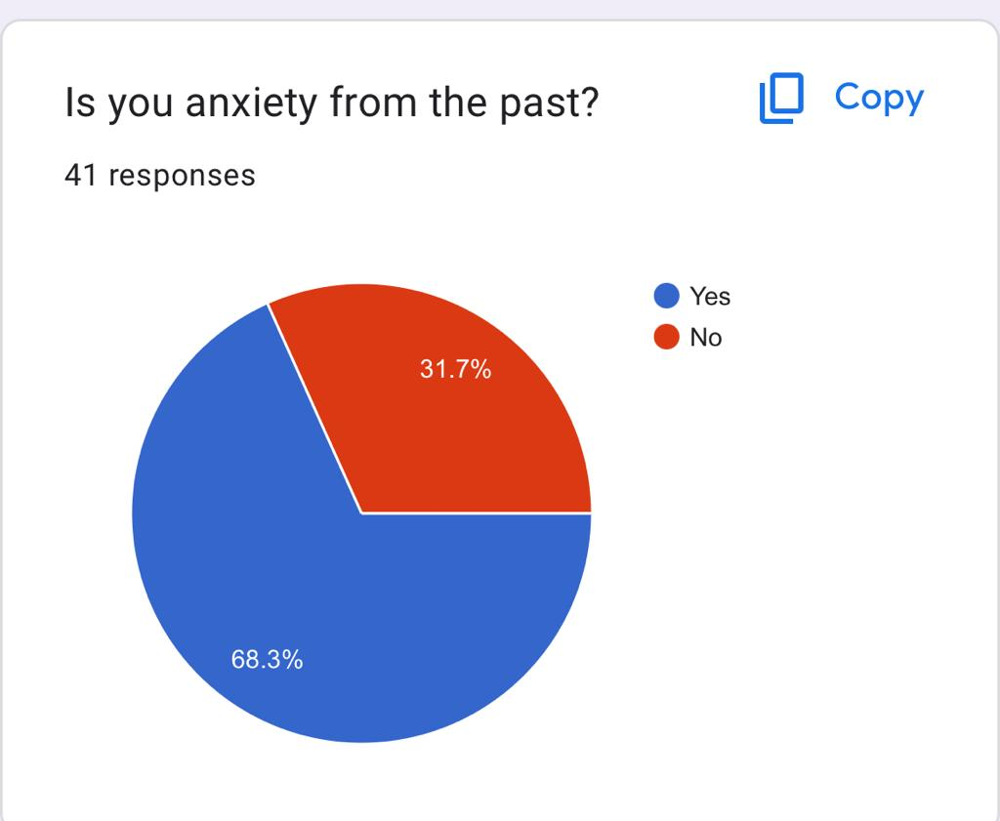 Is you anxiety from the past?
Copy
41 responses
Yes
No
31.7%
68.3%